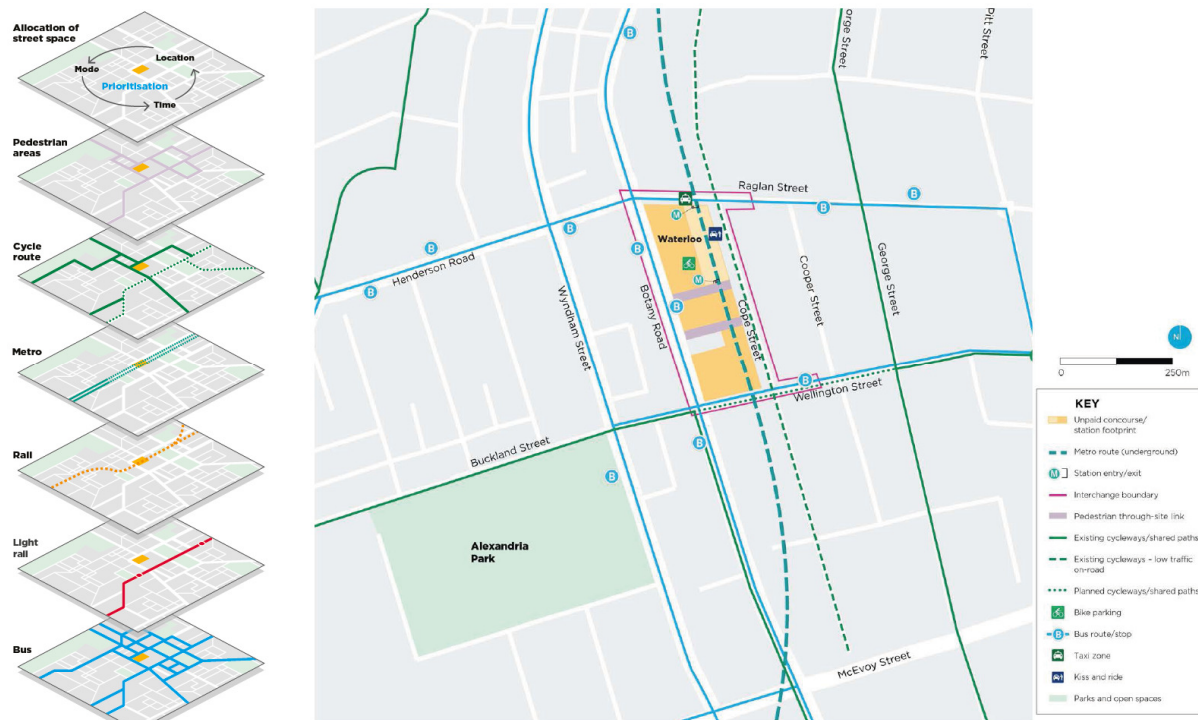 Allocation of
street space
Location
Mode
Prioritisation
Time
Pedestrian
areas
Cycle
route
Metro
Rail
Light
rail
Bus
B
orge Street
Pitt Street
George Street
Raglan Street
B
B
B
M
Waterloo
B
B
B
Henderson Road
B
M
B
Wyndham Street
Botany Road
Cope Street
Cooper Street
George Street
B
Wellington Street
B
Buckland Street
B
Alexandria
Park
McEvoy Street
N
0
250m
KEY
Unpaid concourse/
station footprint
Metro route (underground)
M Station entry/exit
Interchange boundary
Pedestrian through-site link
Existing cycleways/shared paths
Existing cycleways - low traffic
on-road
Planned cycleways/shared paths
Bike parking
B Bus route/stop
Taxi zone
Kiss and ride
Parks and open spaces